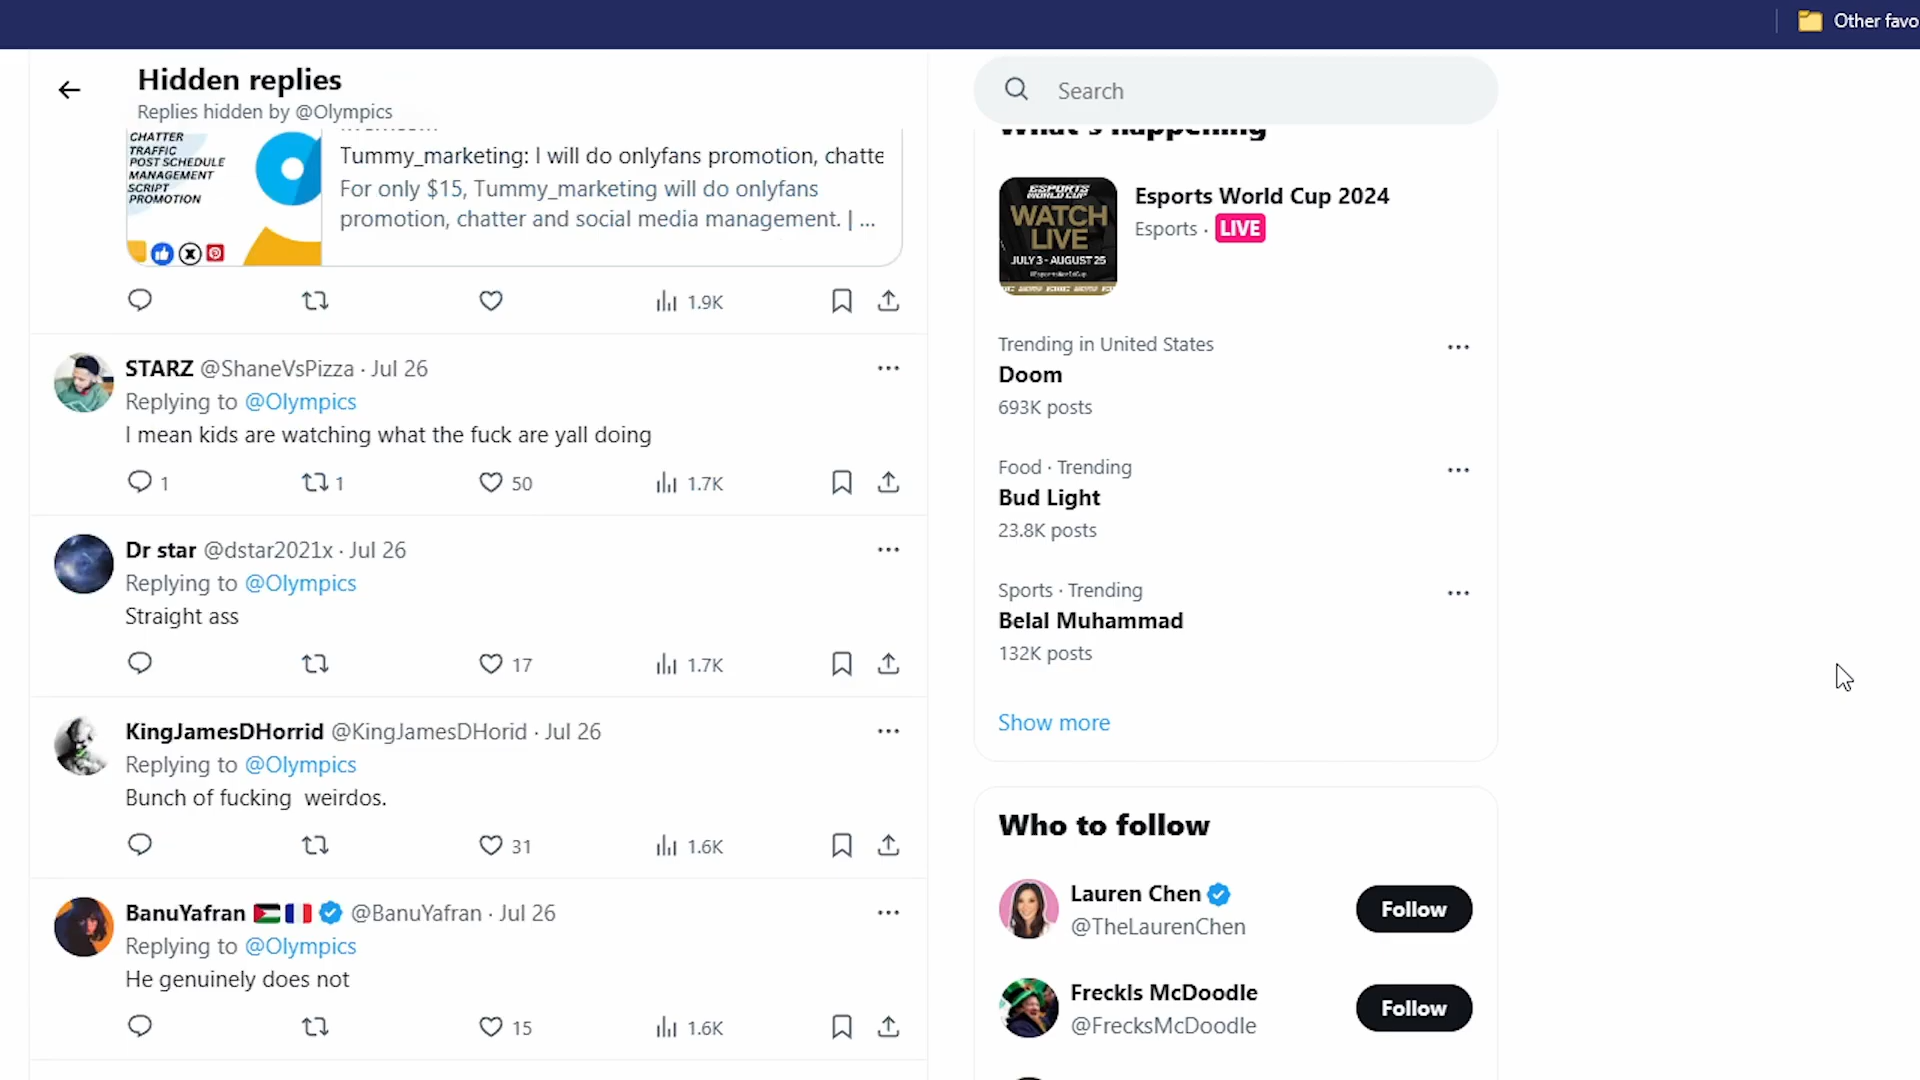 Other favo
Hidden replies
Replies hidden by @Olympics
Search
CHATTER
TRAFFIC
POST SCHEDULE
MANAGEMENT
SCRIPT
PROMOTION
Tummy_marketing: I will do onlyfans promotion, chatte
For only $15, Tummy_marketing will do onlyfans
promotion, chatter and social media management. | ...
1.9K
STARZ @ShaneVsPizza · Jul 26
Replying to @Olympics
I mean kids are watching what the fuck are yall doing
1 1 50 1.7K
Dr star @dstar2021x · Jul 26
Replying to @Olympics
Straight ass
17 1.7K
KingJamesDHorrid @KingJamesDHorid · Jul 26
Replying to @Olympics
Bunch of fucking weirdos.
31 1.6K
BanuYafran @BanuYafran · Jul 26
Replying to @Olympics
He genuinely does not
15 1.6K
What's happening
ESPORTS
WORLD CUP
WATCH
LIVE
JULY 3 - AUGUST 25
Esports World Cup 2024
Esports · LIVE
Trending in United States
Doom
693K posts
Food · Trending
Bud Light
23.8K posts
Sports · Trending
Belal Muhammad
132K posts
Show more
Who to follow
Lauren Chen
@TheLaurenChen
Follow
Freckls McDoodle
@FrecksMcDoodle
Follow